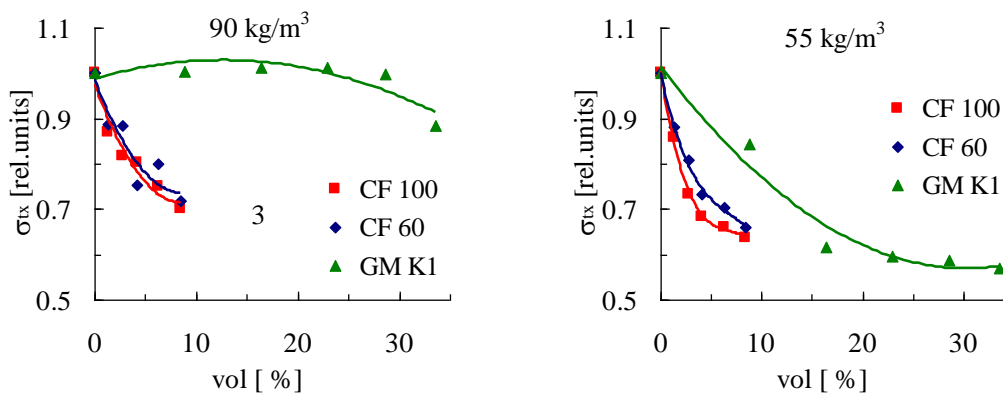 90 kg/m³
1.1
0.9
0.7
0.5
σtx [rel.units]
CF 100
CF 60
GM K1
3
0 10 20 30
vol [ %]
55 kg/m³
1.1
0.9
0.7
0.5
σtx [rel.units]
CF 100
CF 60
GM K1
0 10 20 30
vol [ %]